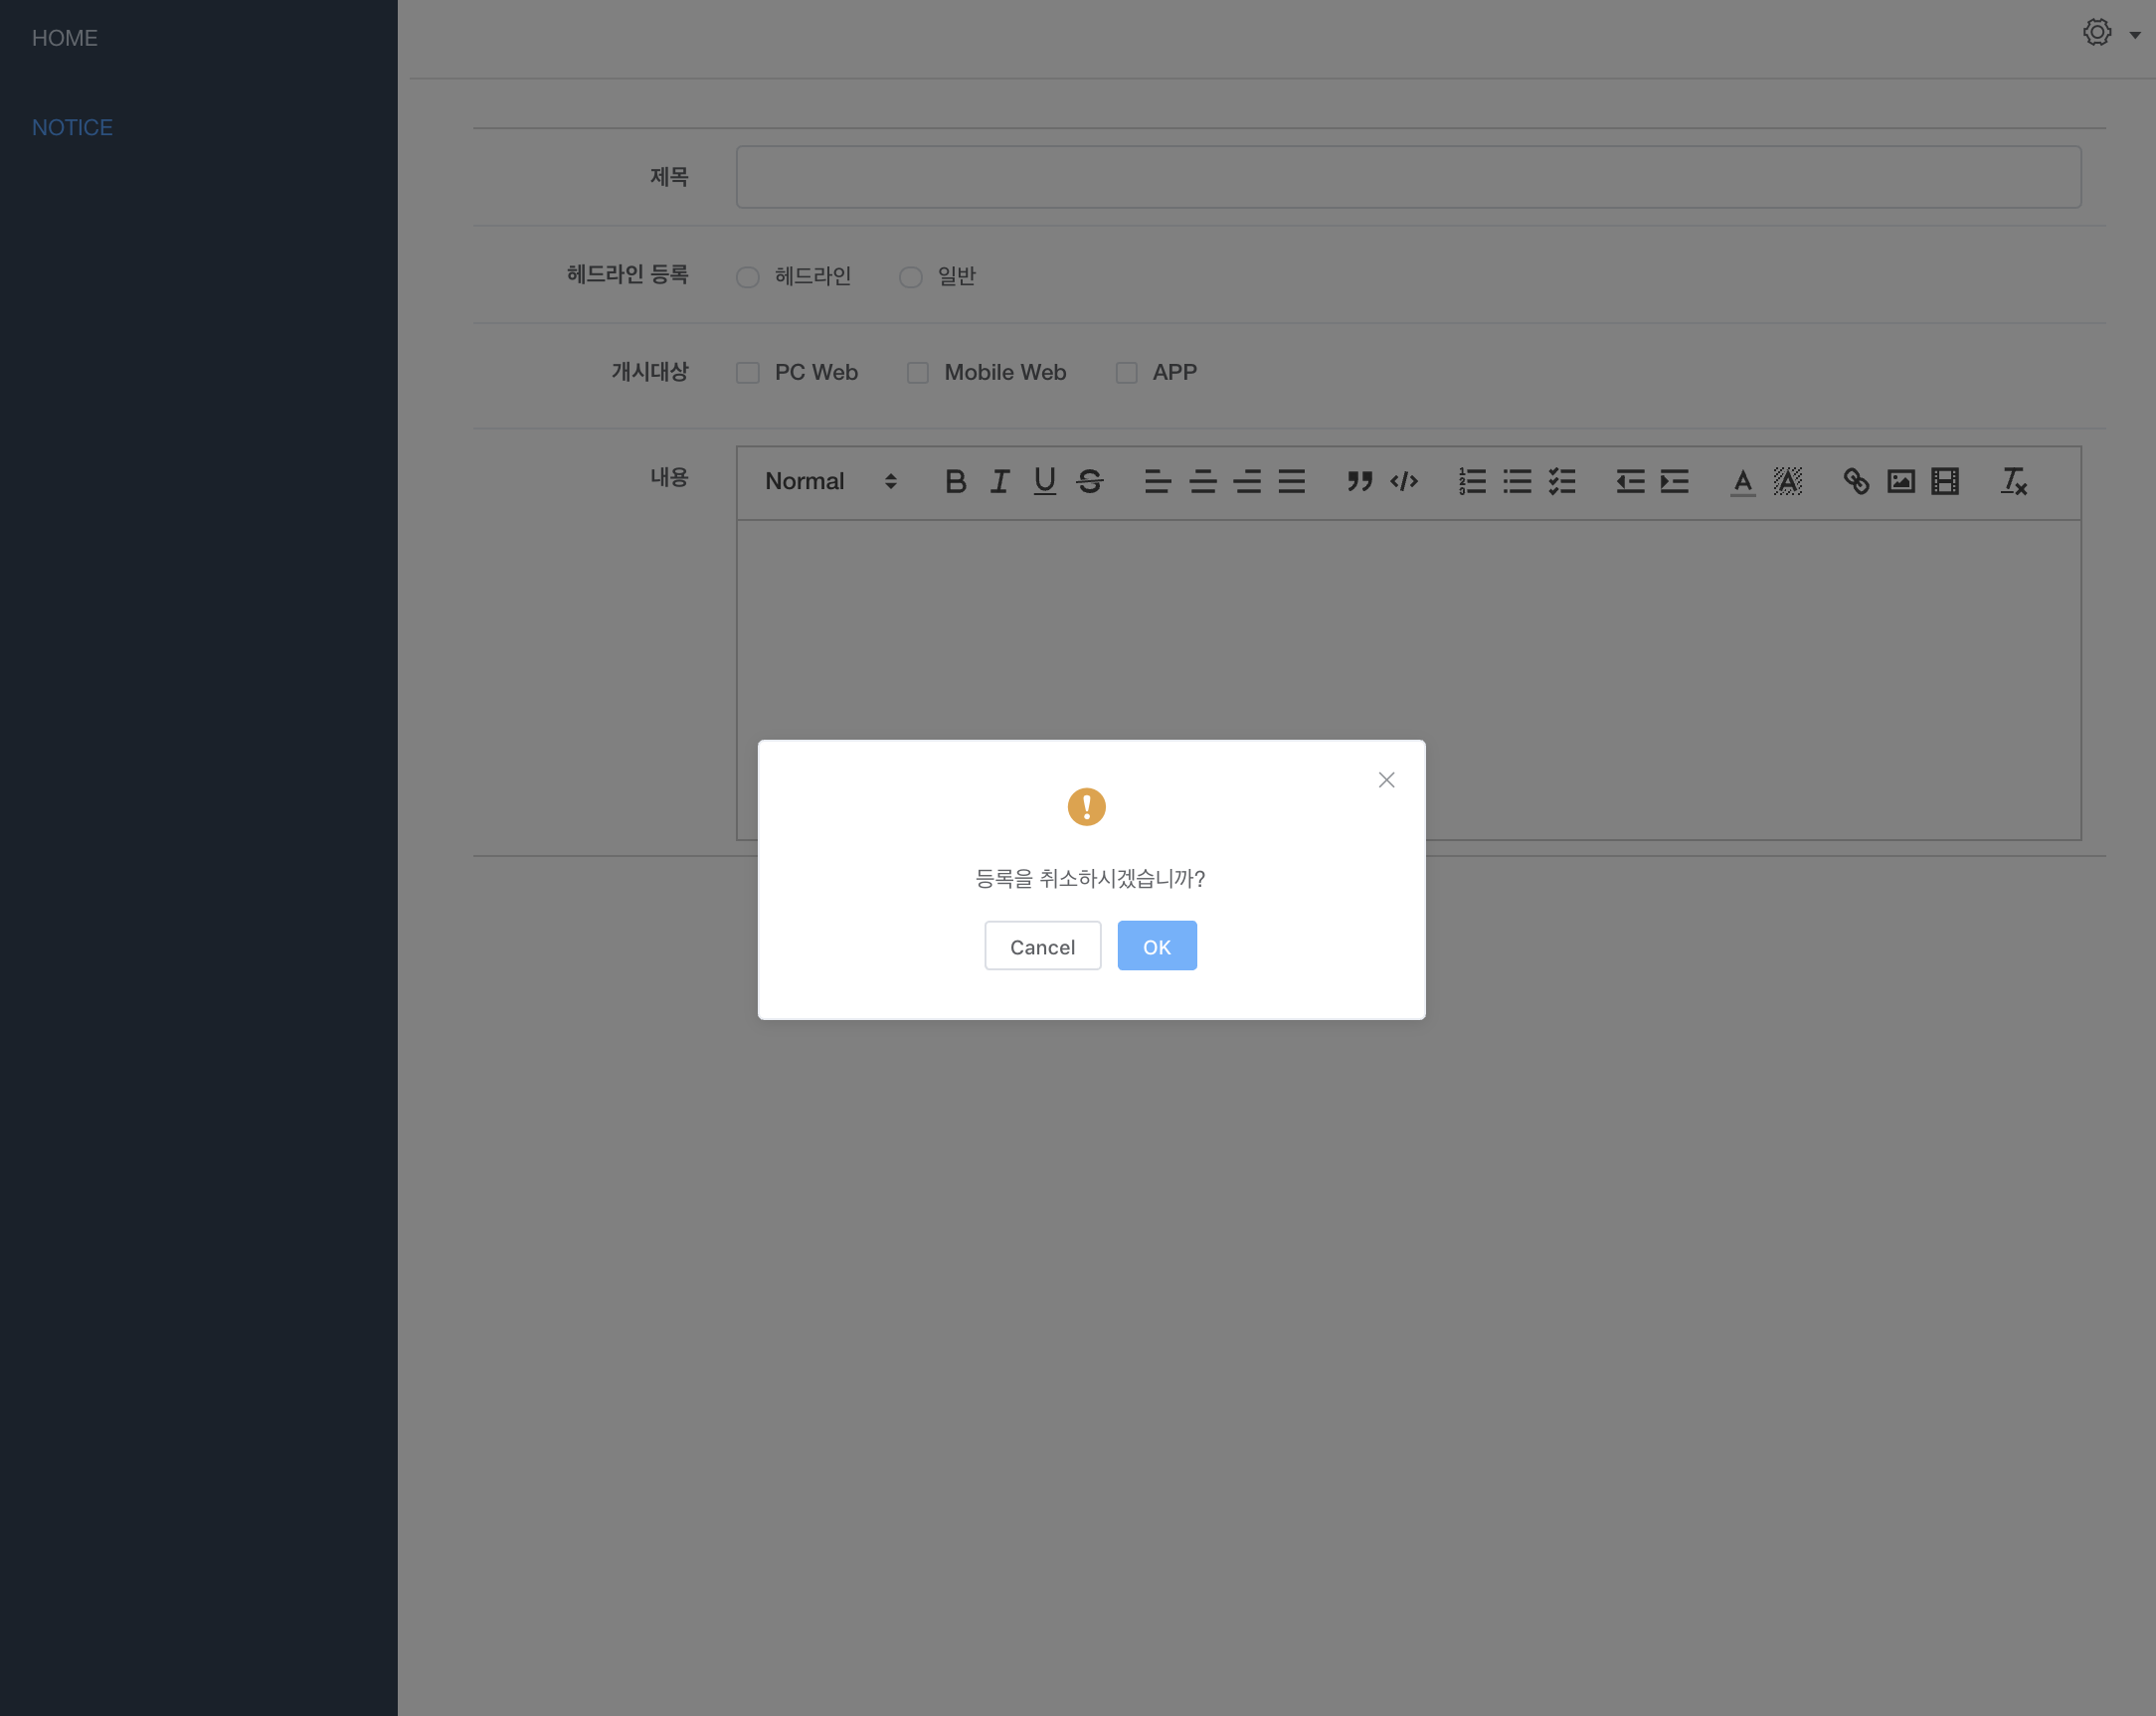 HOME
NOTICE
제목
헤드라인 등록
헤드라인
일반
개시대상
PC Web
Mobile Web
APP
내용
Normal
등록을 취소하시겠습니까?
Cancel
OK